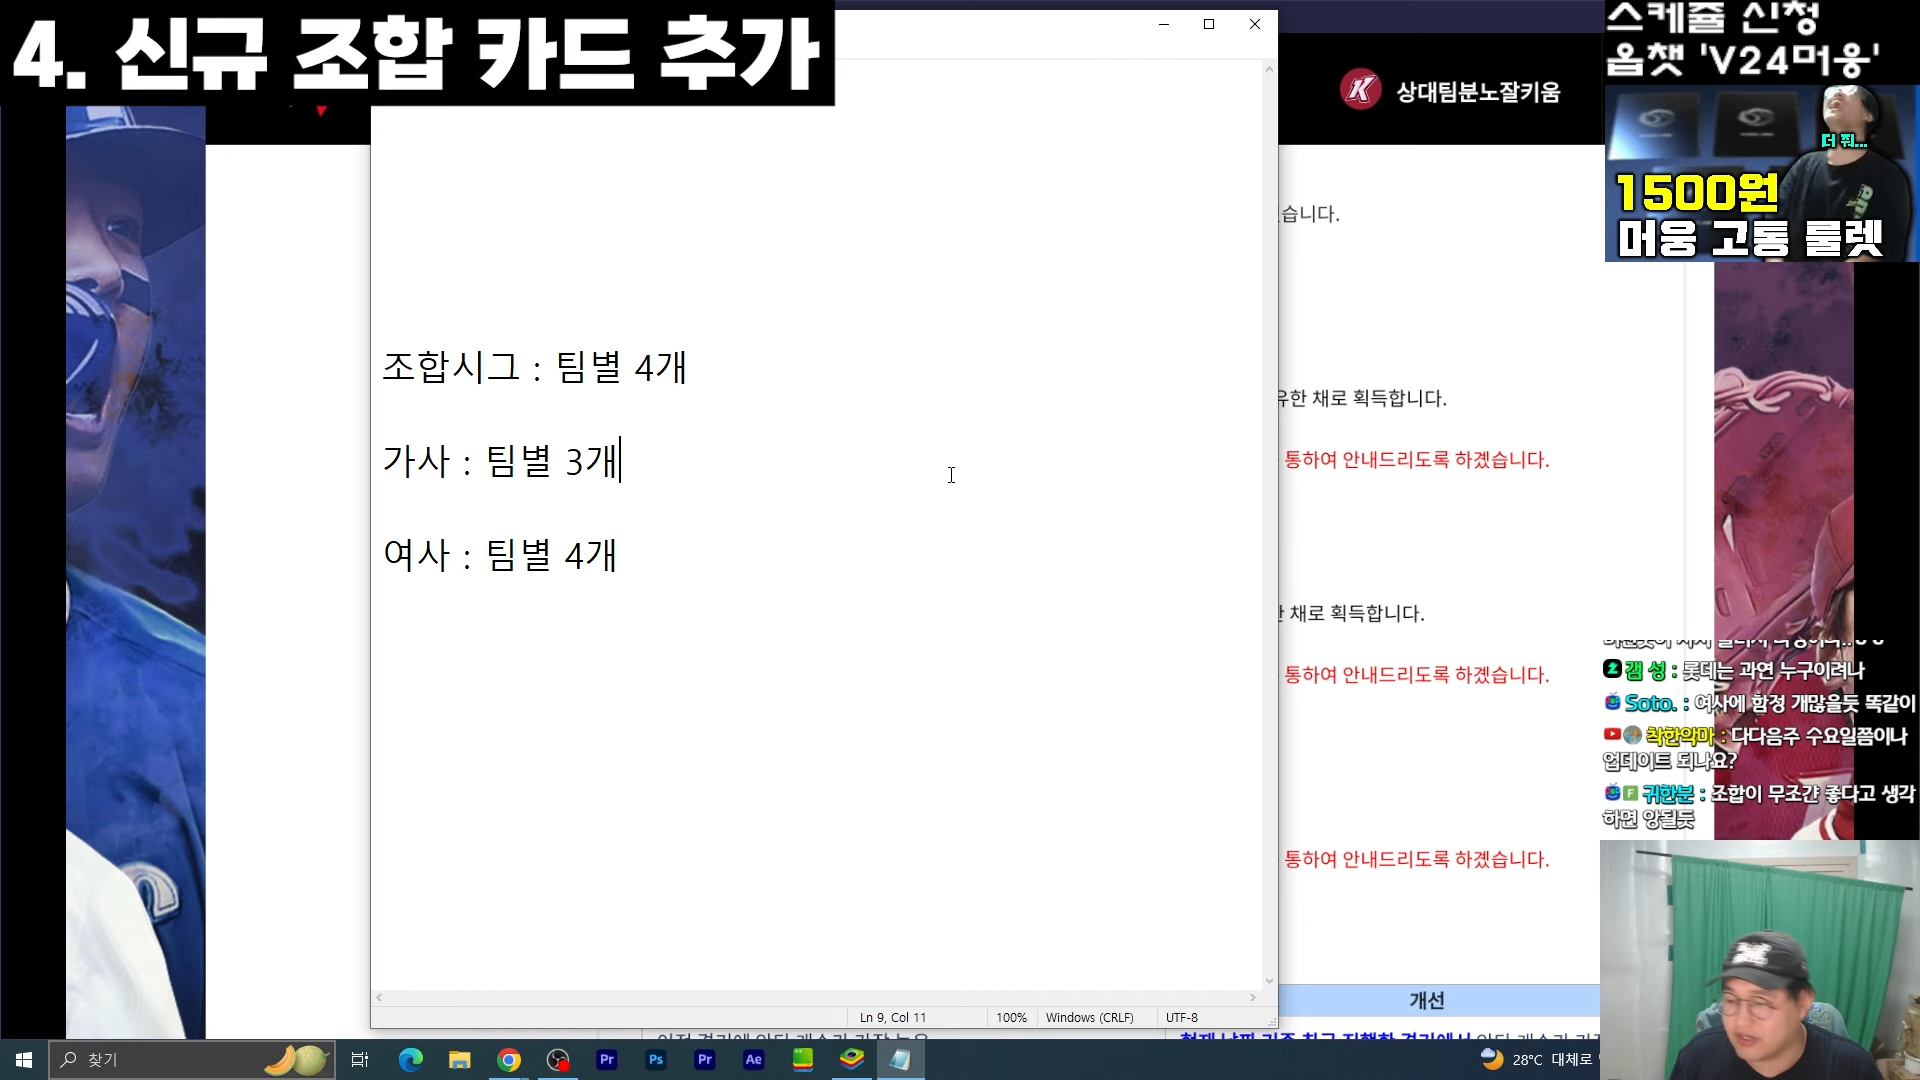 4. 신규 조합 카드 추가
상대팀분노잘키움
스케쥴 신청
옵챗 'V24머웅'
더 줘...
1500원
머웅 고통 룰렛
습니다.
조합시그 : 팀별 4개
유한 채로 획득합니다.
가사 : 팀별 3개
통하여 안내드리도록 하겠습니다.
여사 : 팀별 4개
채로 획득합니다.
통하여 안내드리도록 하겠습니다.
갬성 : 롯데는 과연 누구이려나
Soto. : 여사에 함정 개많을듯 똑같이
착한악마 : 다다음주 수요일쯤이나
업데이트 되나요?
귀한분 : 조합이 무조간 좋다고 생각
하면 앙될듯
통하여 안내드리도록 하겠습니다.
개선
Ln 9, Col 11
100%
Windows (CRLF)
UTF-8
찾기
Pr
Ps
Pr
Ae
28°C 대체로